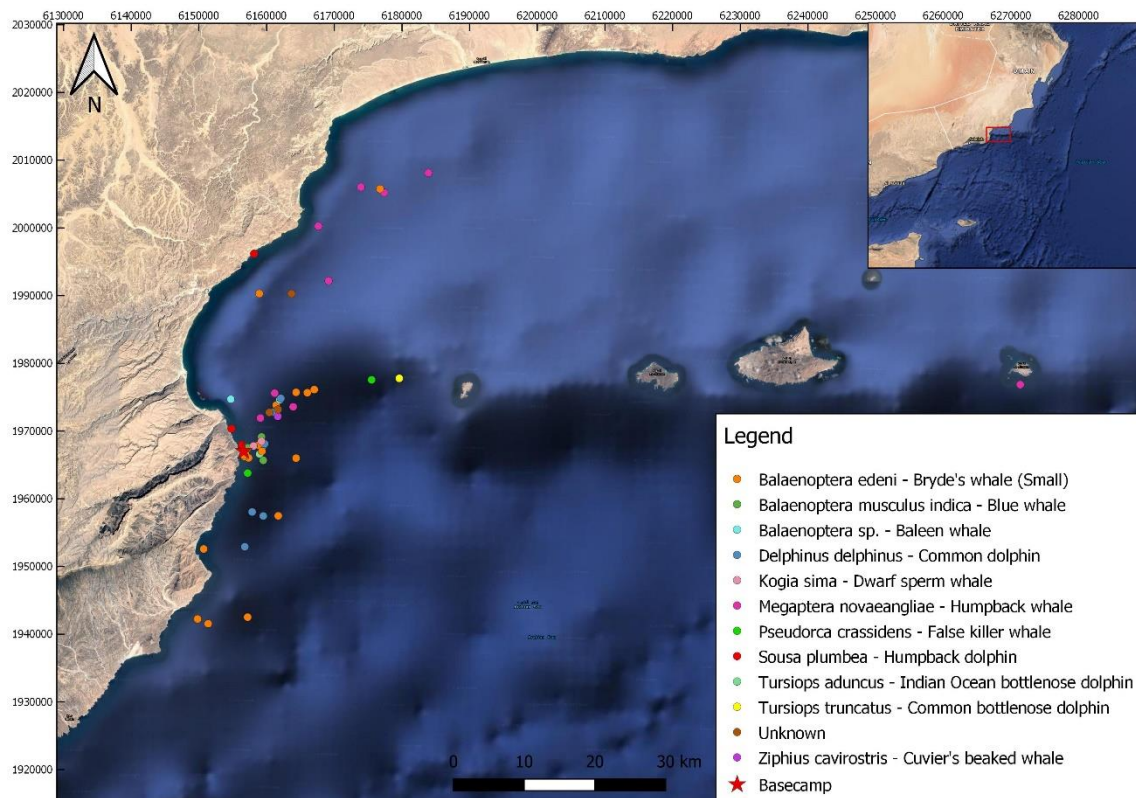 6130000 6140000 6150000 6160000 6170000 6180000 6190000 6200000 6210000 6220000 6230000 6240000 6250000 6260000 6270000 6280000
2030000
2020000
2010000
2000000
1990000
1980000
1970000
1960000
1950000
1940000
1930000
1920000
N
OMAN
Legend
Balaenoptera edeni - Bryde's whale (Small)
Balaenoptera musculus indica - Blue whale
Balaenoptera sp. - Baleen whale
Delphinus delphinus - Common dolphin
Kogia sima - Dwarf sperm whale
Megaptera novaeangliae - Humpback whale
Pseudorca crassidens - False killer whale
Sousa plumbea - Humpback dolphin
Tursiops aduncus - Indian Ocean bottlenose dolphin
Tursiops truncatus - Common bottlenose dolphin
Unknown
Ziphius cavirostris - Cuvier's beaked whale
Basecamp
0 10 20 30 km